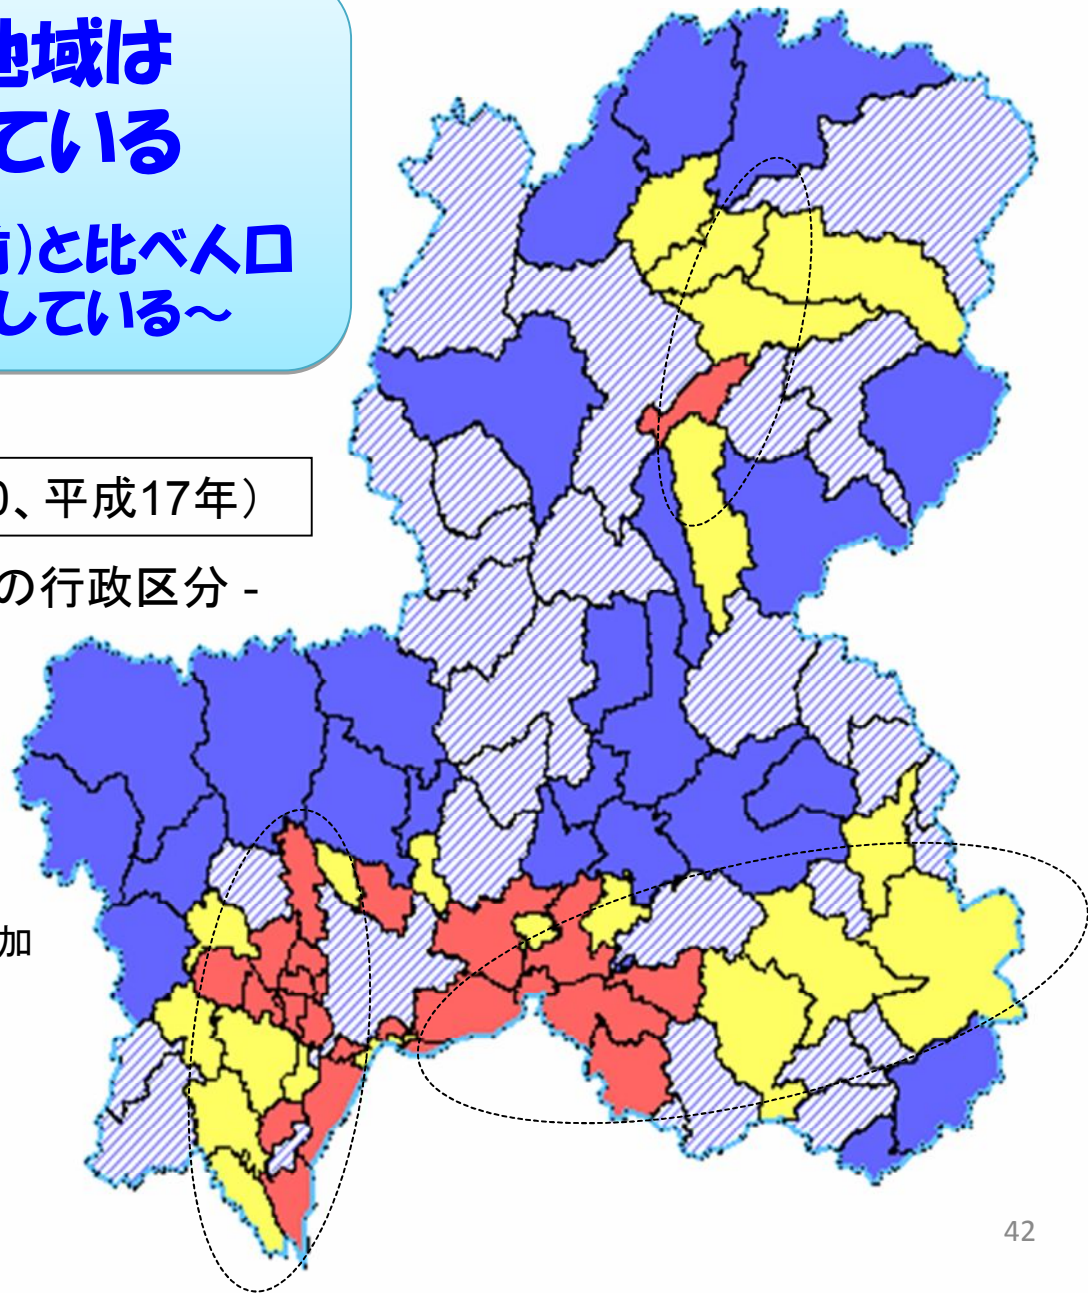 地域は
ている
前)と比べ人口
している～
0、平成17年）
の行政区分 -
加
42